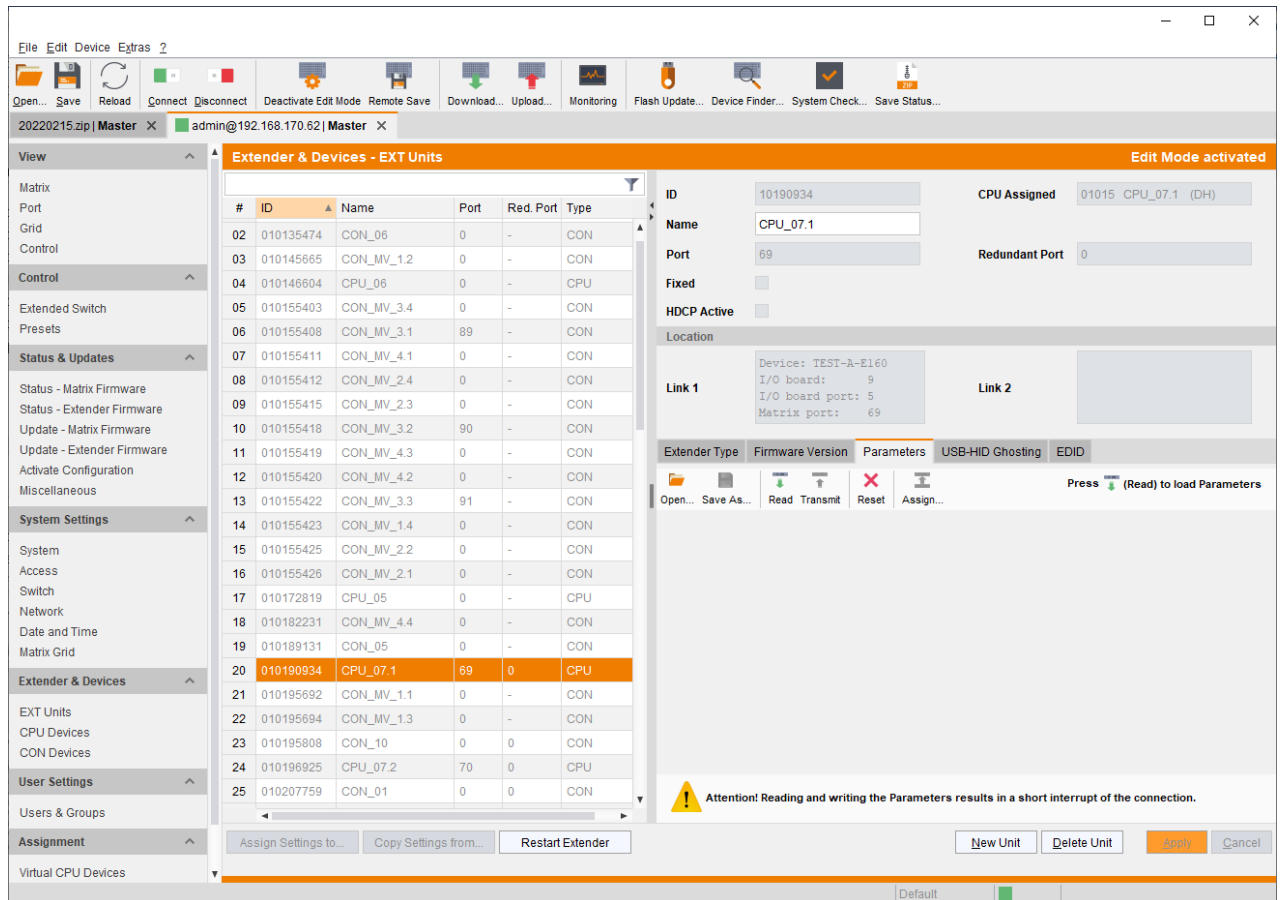 File Edit Device Extras ?
Open... Save Reload Connect Disconnect Deactivate Edit Mode Remote Save Download... Upload... Monitoring Flash Update... Device Finder... System Check... Save Status...
20220215.zip | Master X admin@192.168.170.62 | Master X
View
Matrix
Port
Grid
Control
Control
Extended Switch
Presets
Status & Updates
Status - Matrix Firmware
Status - Extender Firmware
Update - Matrix Firmware
Update - Extender Firmware
Activate Configuration
Miscellaneous
System Settings
System
Access
Switch
Network
Date and Time
Matrix Grid
Extender & Devices
EXT Units
CPU Devices
CON Devices
User Settings
Users & Groups
Assignment
Virtual CPU Devices
Extender & Devices - EXT Units Edit Mode activated
# ID Name Port Red. Port Type
02 010135474 CON_06 0 - CON
03 010145665 CON_MV_1.2 0 - CON
04 010146604 CPU_06 0 - CPU
05 010155403 CON_MV_3.4 0 - CON
06 010155408 CON_MV_3.1 89 - CON
07 010155411 CON_MV_4.1 0 - CON
08 010155412 CON_MV_2.4 0 - CON
09 010155415 CON_MV_2.3 0 - CON
10 010155418 CON_MV_3.2 90 - CON
11 010155419 CON_MV_4.3 0 - CON
12 010155420 CON_MV_4.2 0 - CON
13 010155422 CON_MV_3.3 91 - CON
14 010155423 CON_MV_1.4 0 - CON
15 010155425 CON_MV_2.2 0 - CON
16 010155426 CON_MV_2.1 0 - CON
17 010172819 CPU_05 0 - CPU
18 010182231 CON_MV_4.4 0 - CON
19 010189131 CON_05 0 - CON
20 010190934 CPU_07.1 69 0 CPU
21 010195692 CON_MV_1.1 0 - CON
22 010195694 CON_MV_1.3 0 - CON
23 010195808 CON_10 0 0 CON
24 010196925 CPU_07.2 70 0 CPU
25 010207759 CON_01 0 0 CON
ID 10190934 CPU Assigned 01015 CPU_07.1 (DH)
Name CPU_07.1
Port 69 Redundant Port 0
Fixed
HDCP Active
Location
Link 1
Device: TEST-A-E160
I/O board: 9
I/O board port: 5
Matrix port: 69
Link 2
Extender Type Firmware Version Parameters USB-HID Ghosting EDID
Open... Save As... Read Transmit Reset Assign...
Press (Read) to load Parameters
Attention! Reading and writing the Parameters results in a short interrupt of the connection.
Assign Settings to... Copy Settings from... Restart Extender New Unit Delete Unit Apply Cancel
Default